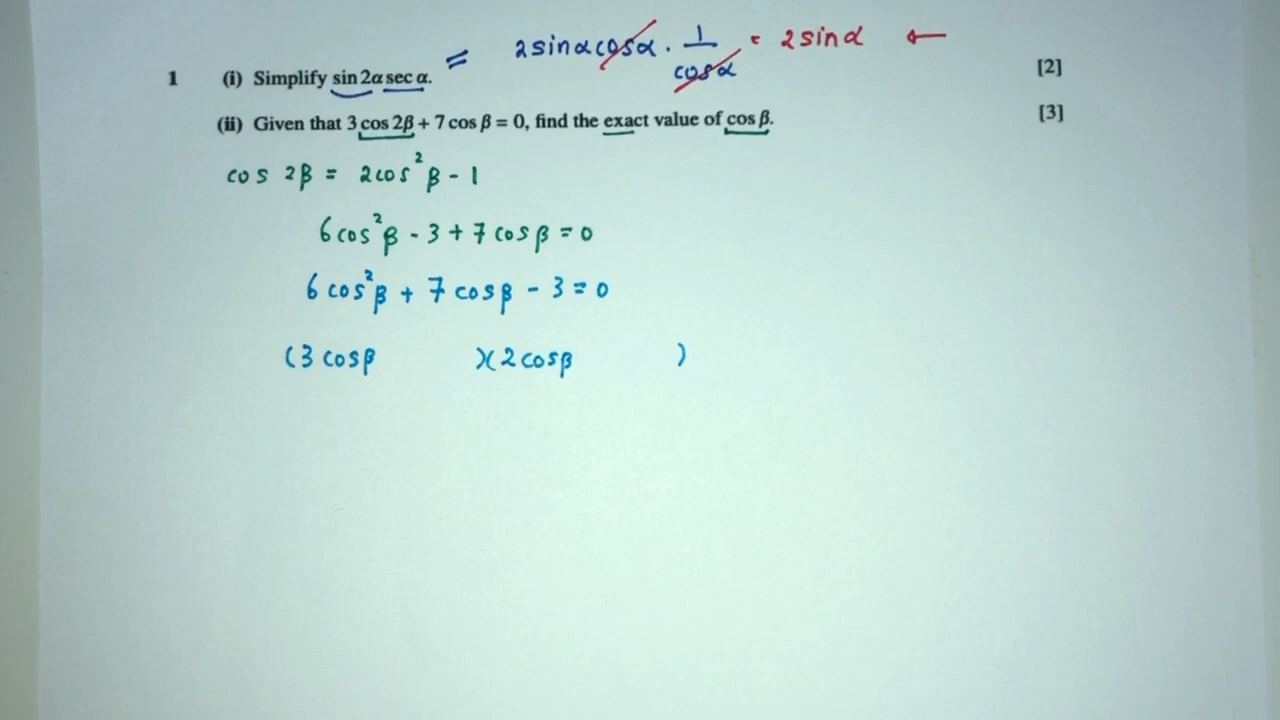 = 2sinα cosα . 1/cosα = 2sinα ←
1 (i) Simplify sin 2α sec α. [2]
(ii) Given that 3 cos 2β + 7 cos β = 0, find the exact value of cos β. [3]
cos 2β = 2cos²β - 1
6cos²β - 3 + 7cosβ = 0
6cos²β + 7cosβ - 3 = 0
(3cosβ )(2cosβ )